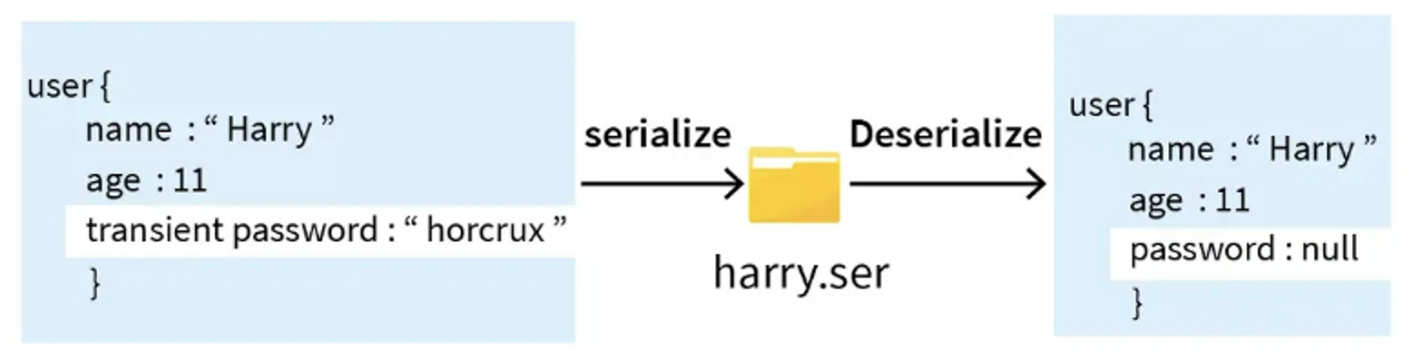 user {
name : “ Harry ”
age : 11
transient password : “ horcrux ”
}
serialize
harry.ser
Deserialize
user {
name : “ Harry ”
age : 11
password : null
}